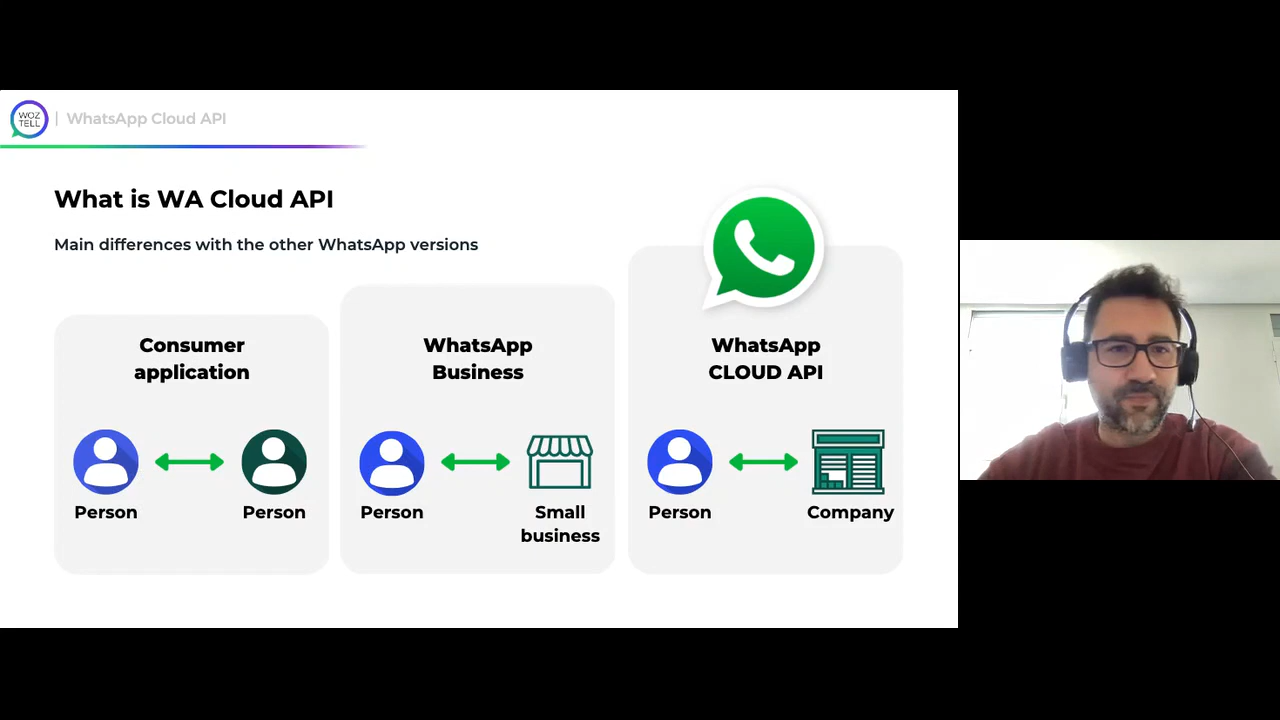 WOZ
TELL
| WhatsApp Cloud API
What is WA Cloud API
Main differences with the other WhatsApp versions
Consumer
application
Person
Person
WhatsApp
Business
Person
Small
business
WhatsApp
CLOUD API
Person
Company